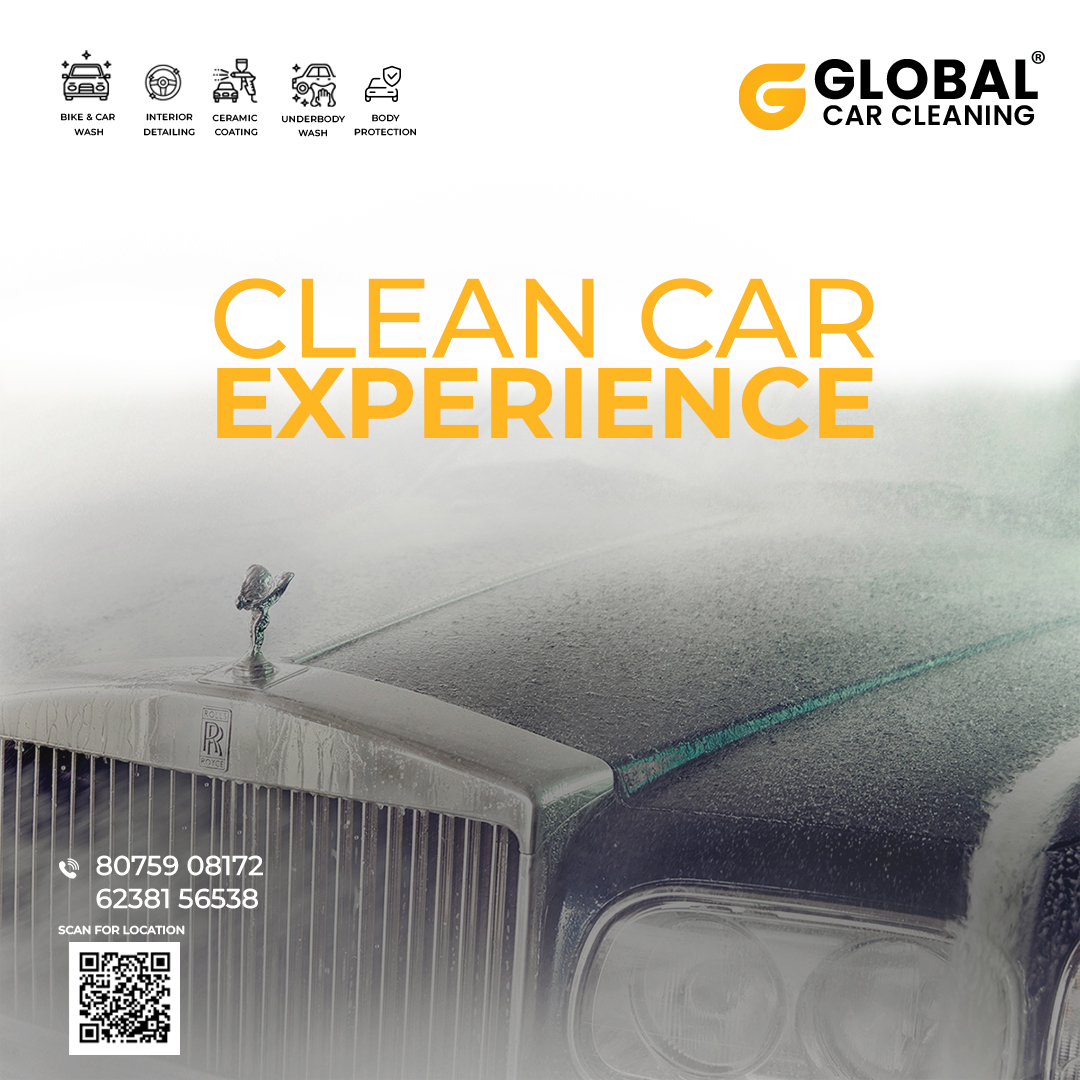 BIKE & CAR
WASH
INTERIOR
DETAILING
CERAMIC
COATING
UNDERBODY
WASH
BODY
PROTECTION
GLOBAL®
CAR CLEANING
CLEAN CAR
EXPERIENCE
ROLLS
RR
ROYCE
80759 08172
62381 56538
SCAN FOR LOCATION